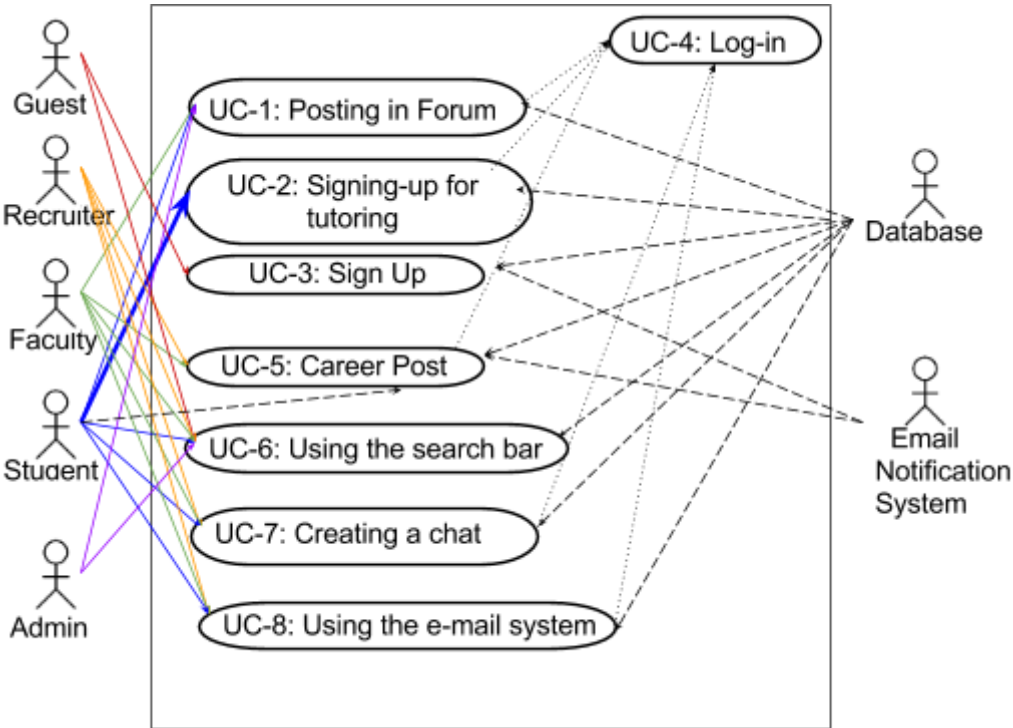 Guest
Recruiter
Faculty
Student
Admin
UC-4: Log-in
UC-1: Posting in Forum
UC-2: Signing-up for
tutoring
UC-3: Sign Up
UC-5: Career Post
UC-6: Using the search bar
UC-7: Creating a chat
UC-8: Using the e-mail system
Database
Email
Notification
System